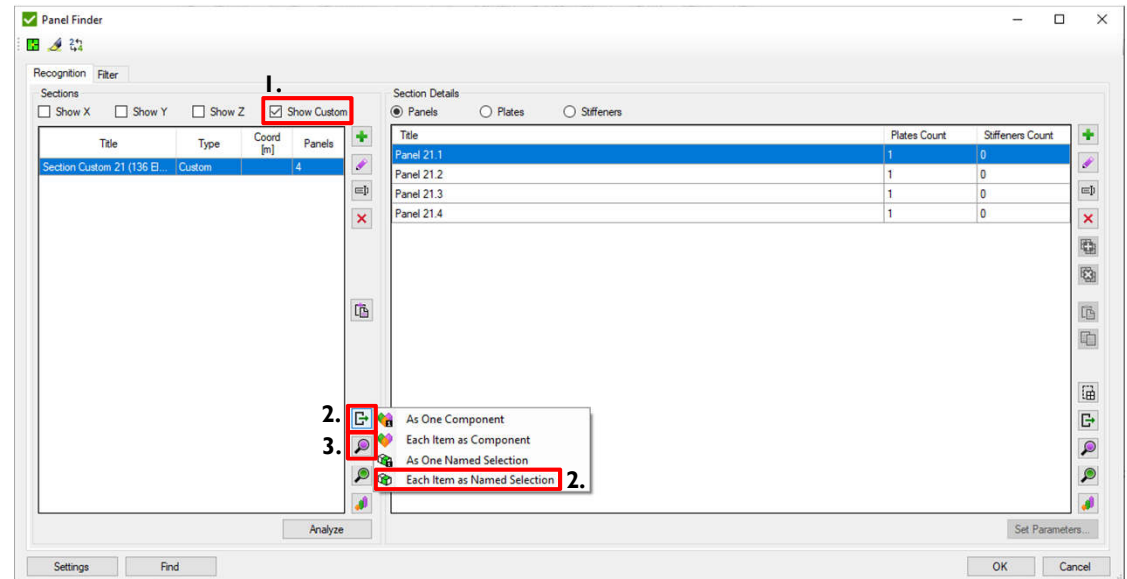 Panel Finder
Recognition Filter
1.
Sections
Show X Show Y Show Z Show Custom
Title Type Coord [m] Panels
Section Custom 21 (136 El... Custom 4
Section Details
Panels Plates Stiffeners
Title Plates Count Stiffeners Count
Panel 21.1 1 0
Panel 21.2 1 0
Panel 21.3 1 0
Panel 21.4 1 0
2.
As One Component
3.
Each Item as Component
As One Named Selection
Each Item as Named Selection 2.
Analyze
Set Parameters...
Settings Find OK Cancel